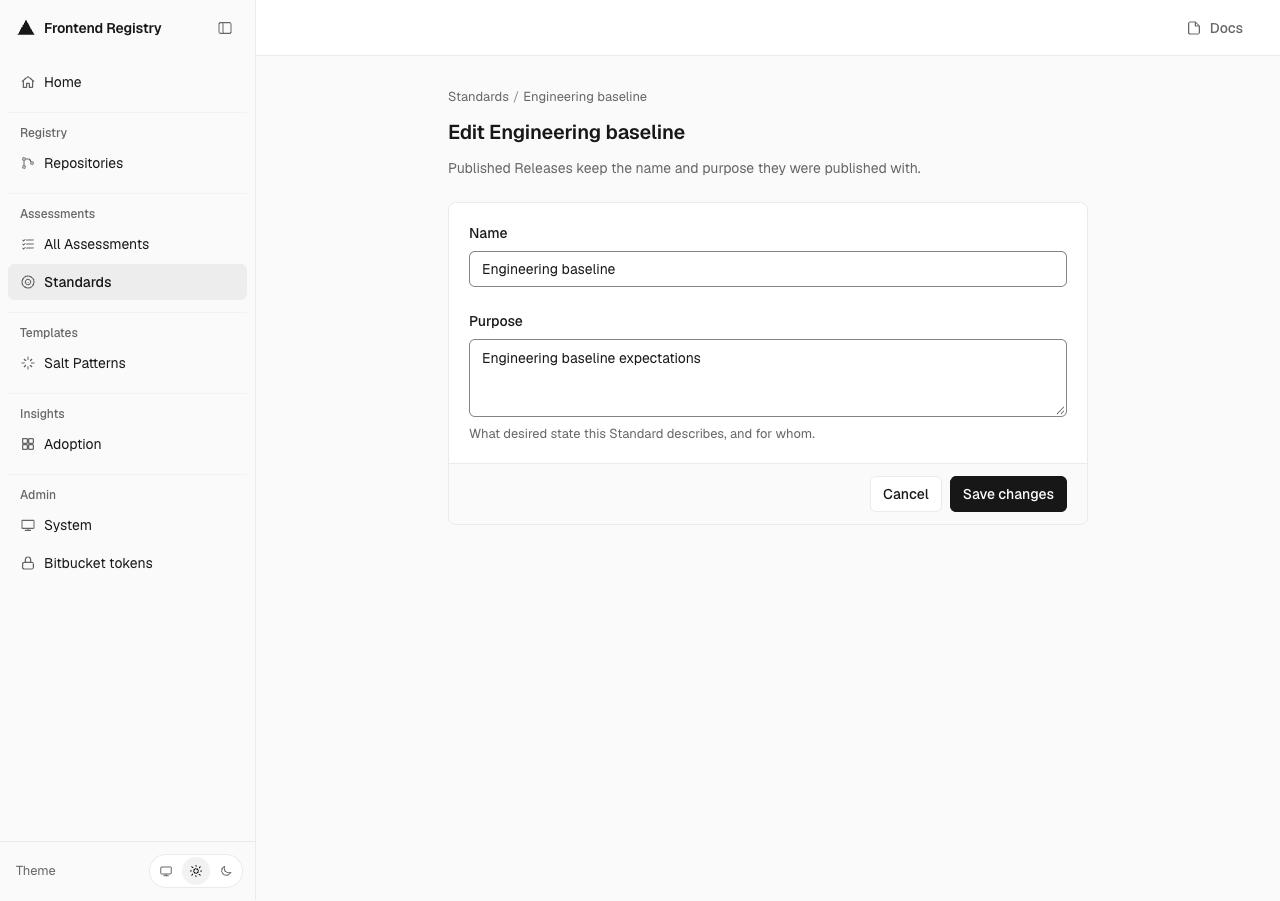 Frontend Registry
Docs
Home
Registry
Repositories
Assessments
All Assessments
Standards
Templates
Salt Patterns
Insights
Adoption
Admin
System
Bitbucket tokens
Theme
Standards / Engineering baseline
Edit Engineering baseline
Published Releases keep the name and purpose they were published with.
Name
Engineering baseline
Purpose
Engineering baseline expectations
What desired state this Standard describes, and for whom.
Cancel
Save changes